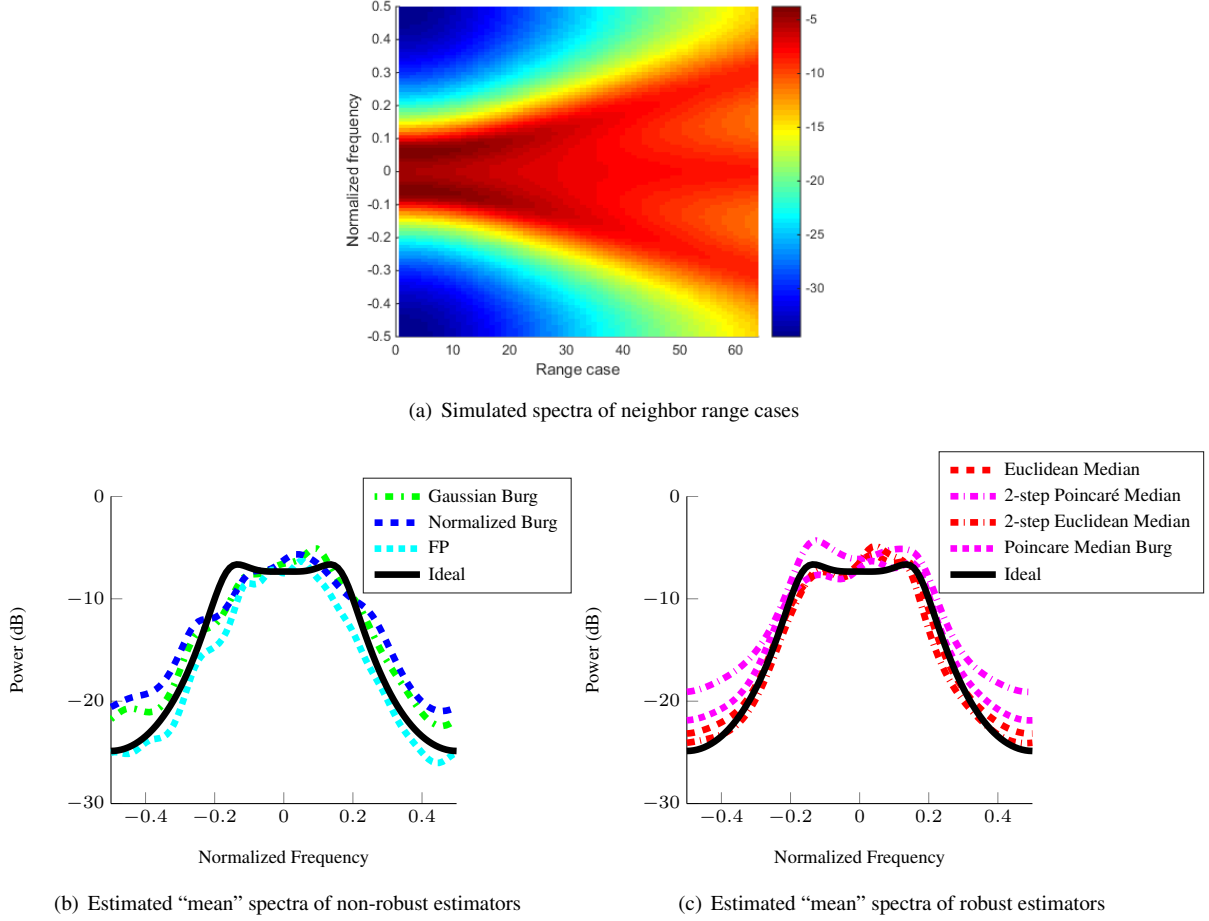 0.5
0.4
0.3
0.2
0.1
0
-0.1
-0.2
-0.3
-0.4
-0.5
Normalized frequency
0 10 20 30 40 50 60
Range case
-5
-10
-15
-20
-25
-30
(a) Simulated spectra of neighbor range cases
Gaussian Burg
Normalized Burg
FP
Ideal
0
−10
−20
−30
Power (dB)
−0.4 −0.2 0 0.2 0.4
Normalized Frequency
(b) Estimated “mean” spectra of non-robust estimators
Euclidean Median
2-step Poincaré Median
2-step Euclidean Median
Poincare Median Burg
Ideal
0
−10
−20
−30
Power (dB)
−0.4 −0.2 0 0.2 0.4
Normalized Frequency
(c) Estimated “mean” spectra of robust estimators